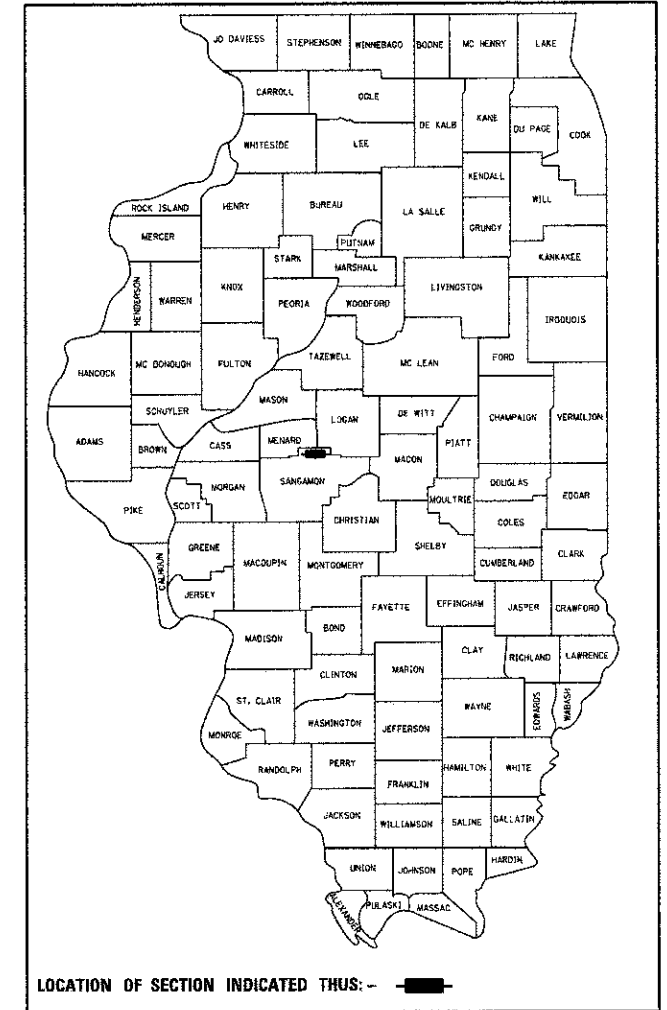 JO DAVIESS STEPHENSON WINNEBAGO BOONE MC HENRY LAKE
CARROLL OGLE DE KALB KANE DU PAGE COOK
WHITESIDE LEE
KENDALL WILL
ROCK ISLAND HENRY BUREAU LA SALLE GRUNDY
MERCER PUTNAM KANKAKEE
STARK MARSHALL
HENDERSON WARREN KNOX PEORIA WOODFORD LIVINGSTON IROQUOIS
HANCOCK MC DONOUGH FULTON TAZEWELL MC LEAN FORD
SCHUYLER MASON LOGAN DE WITT CHAMPAIGN VERMILION
ADAMS BROWN CASS MENARD MACON PIATT
PIKE SCOTT MORGAN SANGAMON MOULTRIE DOUGLAS EDGAR
CHRISTIAN COLES
CALHOUN GREENE MACOUPIN MONTGOMERY SHELBY CUMBERLAND CLARK
JERSEY FAYETTE EFFINGHAM JASPER CRAWFORD
MADISON BOND CLAY RICHLAND LAWRENCE
CLINTON MARION
ST. CLAIR WAYNE EDWARDS WABASH
MONROE WASHINGTON JEFFERSON
RANDOLPH PERRY HAMILTON WHITE
FRANKLIN
JACKSON WILLIAMSON SALINE GALLATIN
UNION JOHNSON POPE HARDIN
ALEXANDER PULASKI MASSAC
LOCATION OF SECTION INDICATED THUS: -